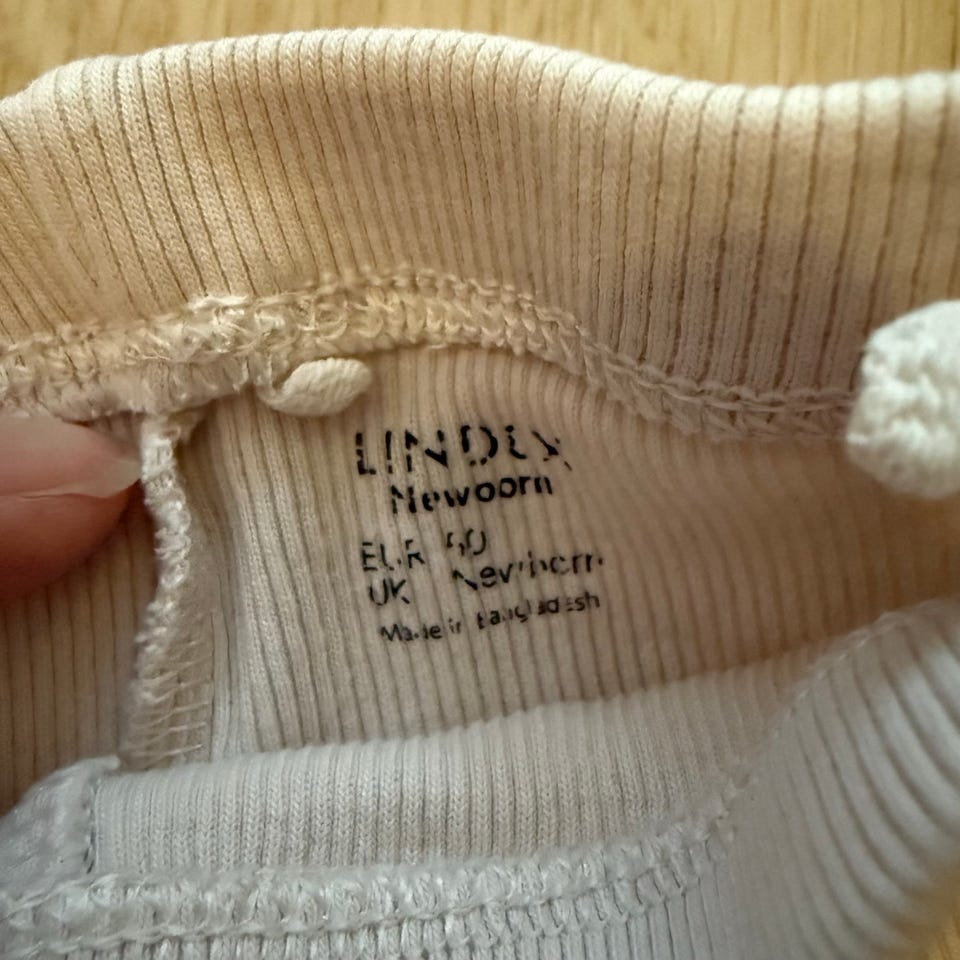 LINDEX
Newborn
EUR 50
UK Newborn
Made in Bangladesh